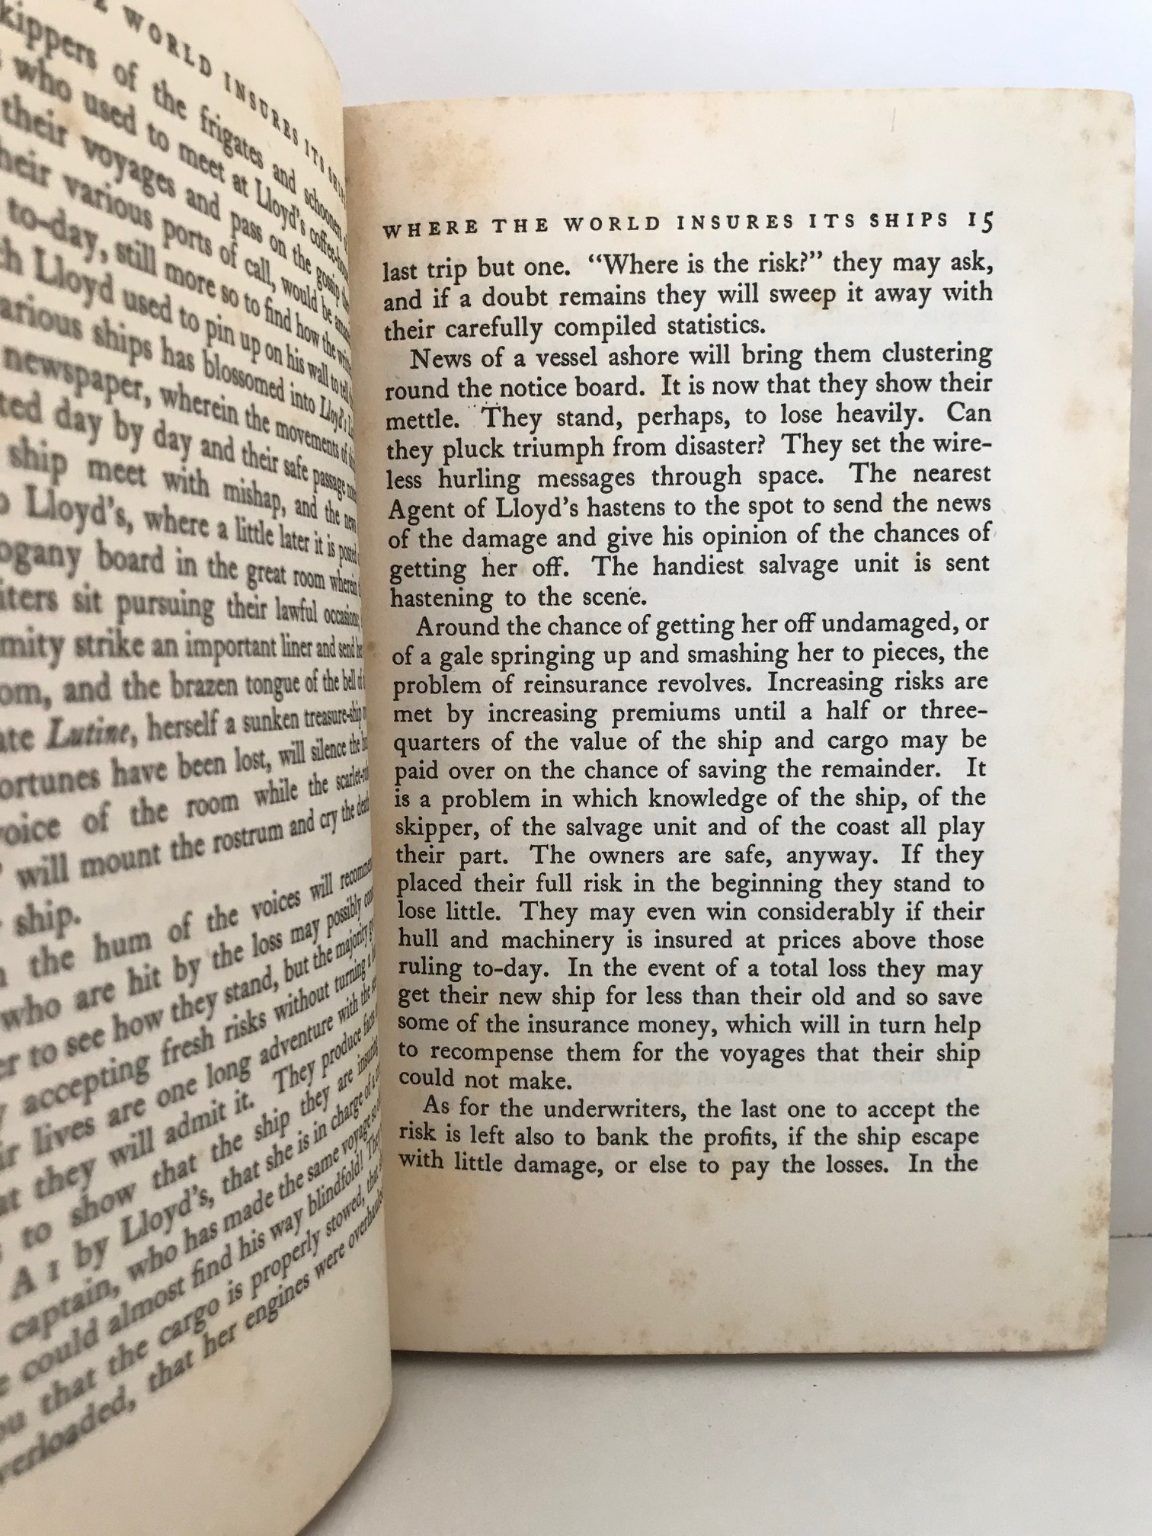 WORLD INSURES ITS
skippers of the frigates and schooners
who used to meet at Lloyd's
their voyages and pass on the gossip
their various ports of call, would be
to-day, still more so to find how the
Lloyd used to pin up on his wall to tell
various ships has blossomed into Lloyd's
newspaper, wherein the movements of
day by day and their safe passage
ship meet with mishap, and the
Lloyd's, where a little later it is posted
board in the great room wherein
sit pursuing their lawful occasions
strike an important liner and send
and the brazen tongue of the bell
Lutine, herself a sunken treasure-ship
have been lost, will silence the
voice of the room while the
will mount the rostrum and cry the
ship.
the hum of the voices will
who are hit by the loss may possibly
to see how they stand, but the majority
accepting fresh risks without turning a
lives are one long adventure with the
they will admit it. They produce facts
to show that the ship they are insuring
A 1 by Lloyd's, that she is in charge of a
captain, who has made the same voyage
could almost find his way blindfold!
that the cargo is properly stowed, that
overloaded, that her engines were
WHERE THE WORLD INSURES ITS SHIPS 15
last trip but one. "Where is the risk?" they may ask,
and if a doubt remains they will sweep it away with
their carefully compiled statistics.
News of a vessel ashore will bring them clustering
round the notice board. It is now that they show their
mettle. They stand, perhaps, to lose heavily. Can
they pluck triumph from disaster? They set the wire-
less hurling messages through space. The nearest
Agent of Lloyd's hastens to the spot to send the news
of the damage and give his opinion of the chances of
getting her off. The handiest salvage unit is sent
hastening to the scene.
Around the chance of getting her off undamaged, or
of a gale springing up and smashing her to pieces, the
problem of reinsurance revolves. Increasing risks are
met by increasing premiums until a half or three-
quarters of the value of the ship and cargo may be
paid over on the chance of saving the remainder. It
is a problem in which knowledge of the ship, of the
skipper, of the salvage unit and of the coast all play
their part. The owners are safe, anyway. If they
placed their full risk in the beginning they stand to
lose little. They may even win considerably if their
hull and machinery is insured at prices above those
ruling to-day. In the event of a total loss they may
get their new ship for less than their old and so save
some of the insurance money, which will in turn help
to recompense them for the voyages that their ship
could not make.
As for the underwriters, the last one to accept the
risk is left also to bank the profits, if the ship escape
with little damage, or else to pay the losses. In the